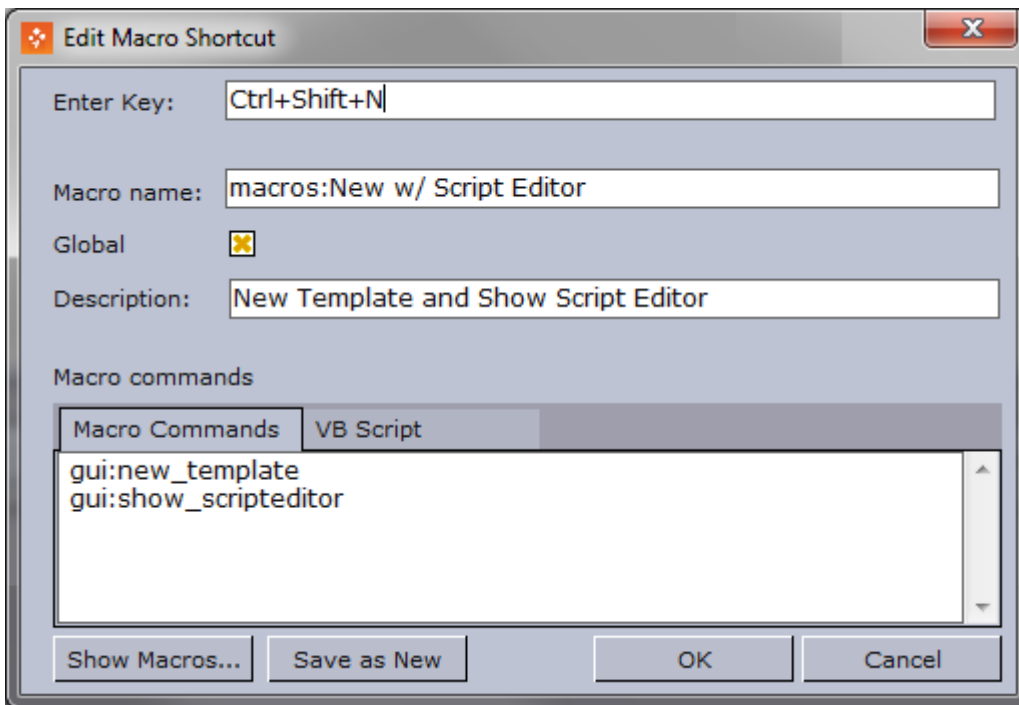 Edit Macro Shortcut
Enter Key: Ctrl+Shift+N
Macro name: macros:New w/ Script Editor
Global
Description: New Template and Show Script Editor
Macro commands
Macro Commands VB Script
gui:new_template
gui:show_scripteditor
Show Macros... Save as New OK Cancel